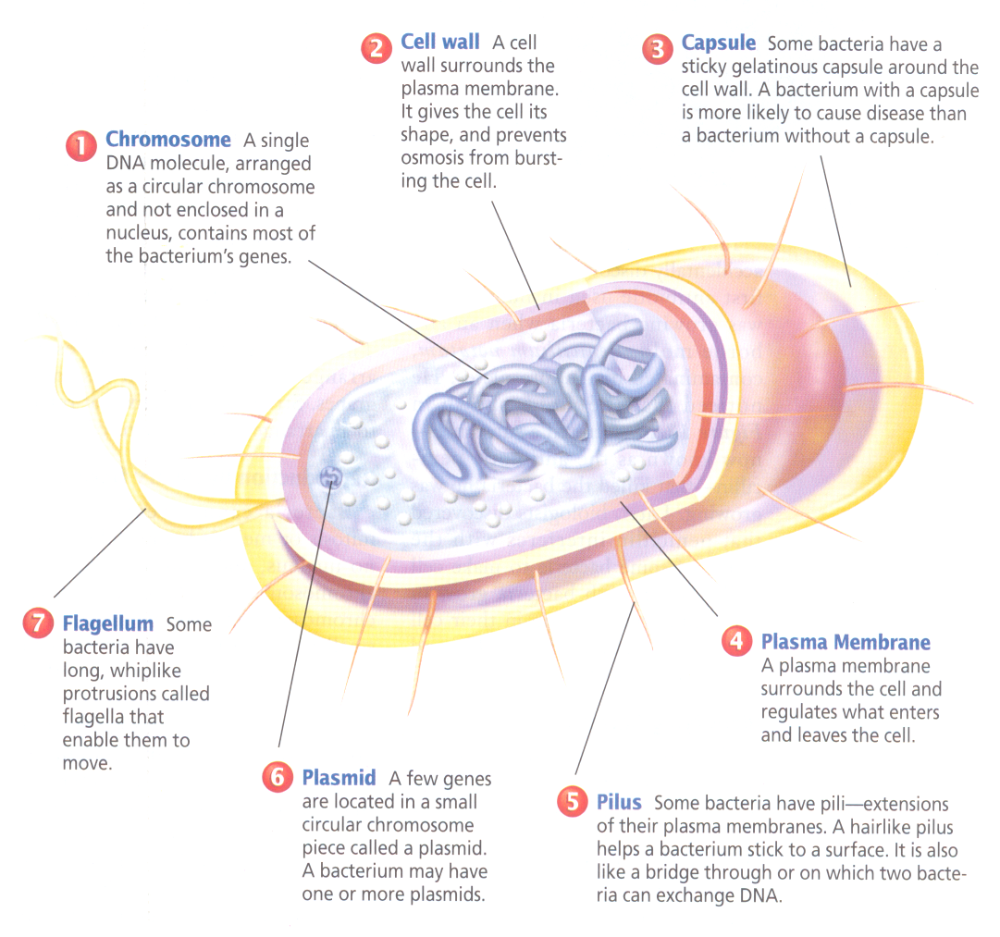 1 Chromosome A single
DNA molecule, arranged
as a circular chromosome
and not enclosed in a
nucleus, contains most of
the bacterium's genes.
2 Cell wall A cell
wall surrounds the
plasma membrane.
It gives the cell its
shape, and prevents
osmosis from burst-
ing the cell.
3 Capsule Some bacteria have a
sticky gelatinous capsule around the
cell wall. A bacterium with a capsule
is more likely to cause disease than
a bacterium without a capsule.
4 Plasma Membrane
A plasma membrane
surrounds the cell and
regulates what enters
and leaves the cell.
5 Pilus Some bacteria have pili—extensions
of their plasma membranes. A hairlike pilus
helps a bacterium stick to a surface. It is also
like a bridge through or on which two bacte-
ria can exchange DNA.
6 Plasmid A few genes
are located in a small
circular chromosome
piece called a plasmid.
A bacterium may have
one or more plasmids.
7 Flagellum Some
bacteria have
long, whiplike
protrusions called
flagella that
enable them to
move.